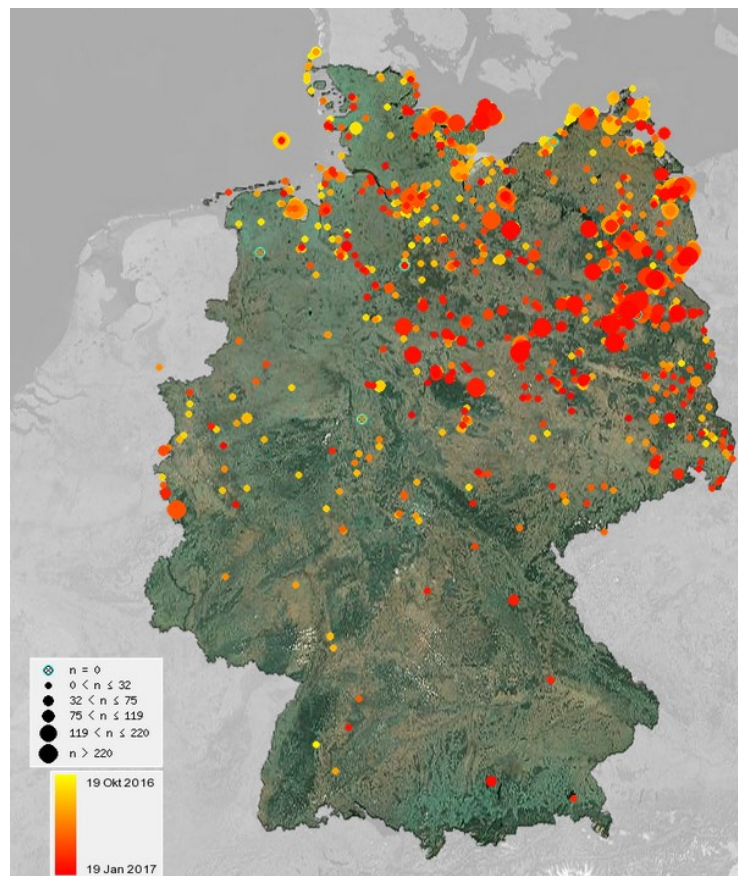 n = 0
0 < n ≤ 32
32 < n ≤ 75
75 < n ≤ 119
119 < n ≤ 220
n > 220
19 Okt 2016
19 Jan 2017